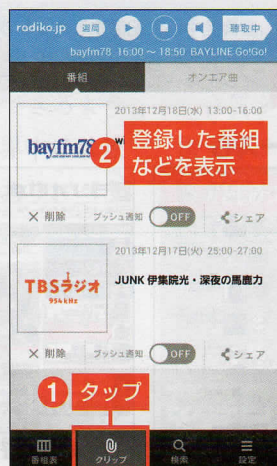 radiko.jp 選局 聴取中
bayfm78 16:00 ~ 18:50 BAYLINE Go!Go!
番組 オンエア曲
2013年12月18日(水) 13:00-16:00
bayfm78
② 登録した番組
などを表示
× 削除 プッシュ通知 OFF シェア
2013年12月17日(火) 25:00-27:00
TBSラジオ
954kHz
JUNK 伊集院光・深夜の馬鹿力
× 削除 プッシュ通知 OFF シェア
① タップ
番組表 クリップ 検索 設定